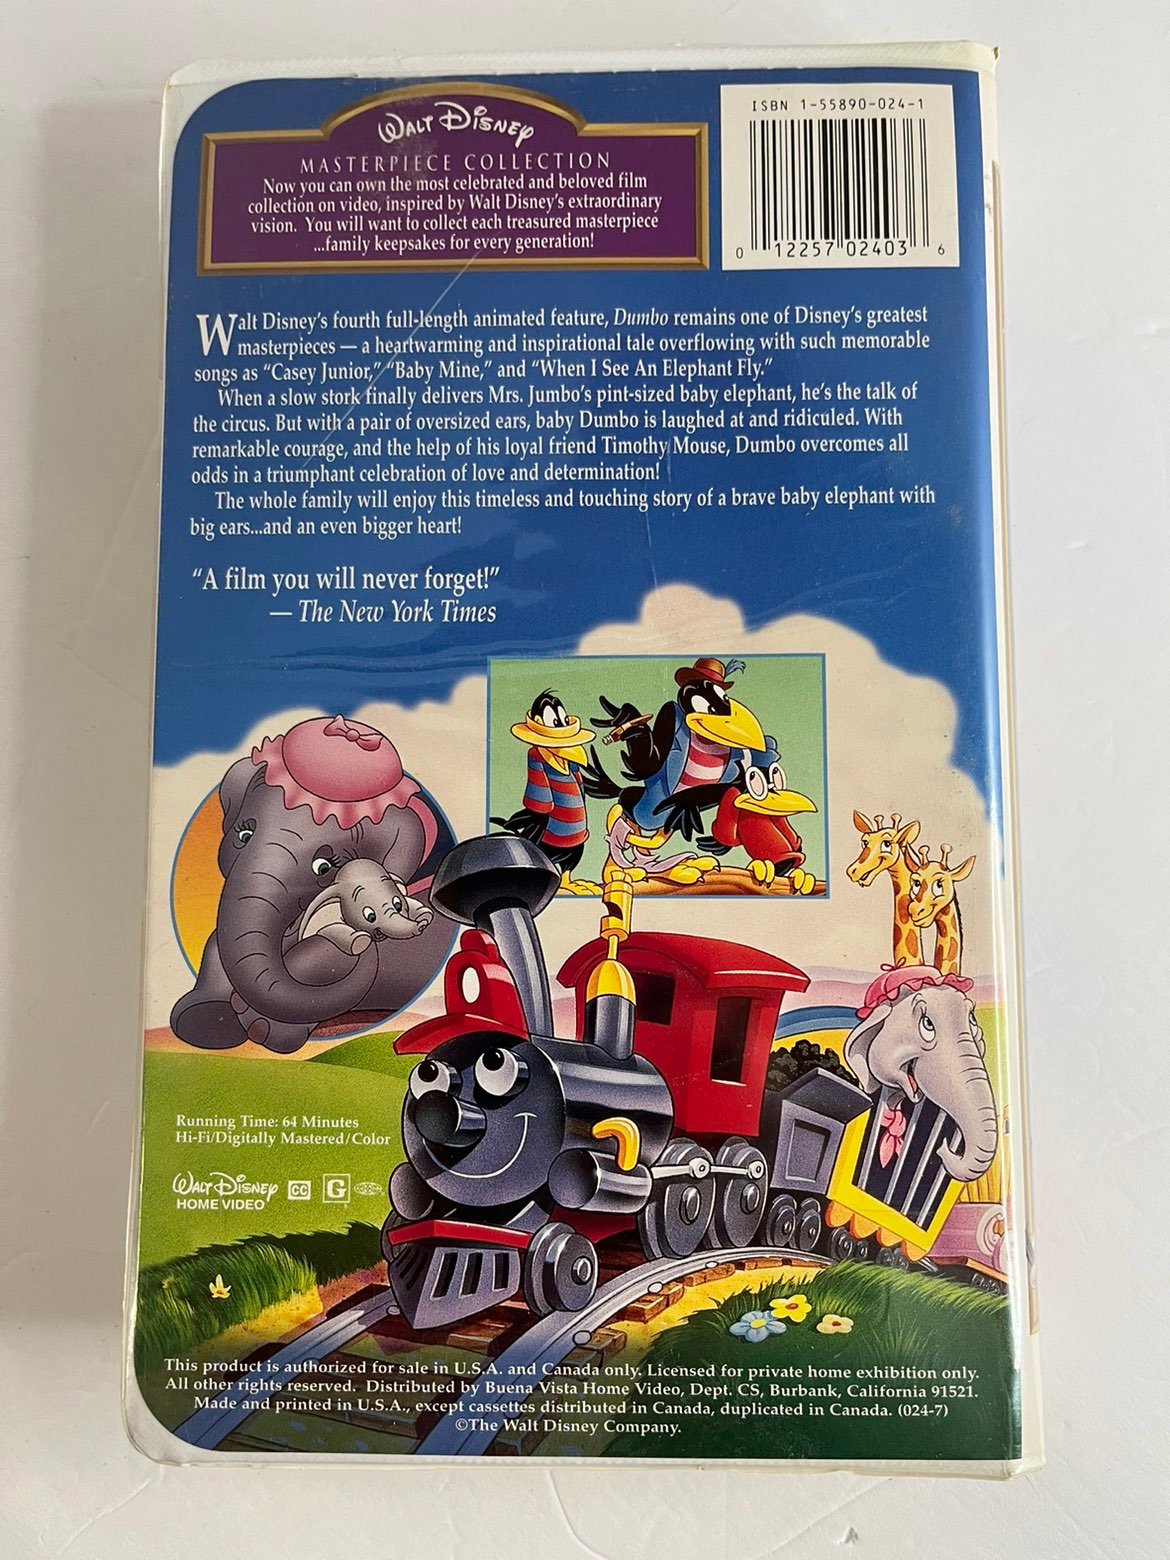 WALT DISNEY
MASTERPIECE COLLECTION
Now you can own the most celebrated and beloved film
collection on video, inspired by Walt Disney's extraordinary
vision. You will want to collect each treasured masterpiece
...family keepsakes for every generation!
ISBN 1-55890-024-1
0 12257 02403 6
Walt Disney's fourth full-length animated feature, Dumbo remains one of Disney's greatest
masterpieces — a heartwarming and inspirational tale overflowing with such memorable
songs as "Casey Junior," "Baby Mine," and "When I See An Elephant Fly."
When a slow stork finally delivers Mrs. Jumbo's pint-sized baby elephant, he's the talk of
the circus. But with a pair of oversized ears, baby Dumbo is laughed at and ridiculed. With
remarkable courage, and the help of his loyal friend Timothy Mouse, Dumbo overcomes all
odds in a triumphant celebration of love and determination!
The whole family will enjoy this timeless and touching story of a brave baby elephant with
big ears...and an even bigger heart!
"A film you will never forget!"
— The New York Times
Running Time: 64 Minutes
Hi-Fi/Digitally Mastered/Color
WALT DISNEY
HOME VIDEO
CC
G
This product is authorized for sale in U.S.A. and Canada only. Licensed for private home exhibition only.
All other rights reserved. Distributed by Buena Vista Home Video, Dept. CS, Burbank, California 91521.
Made and printed in U.S.A., except cassettes distributed in Canada, duplicated in Canada. (024-7)
©The Walt Disney Company.